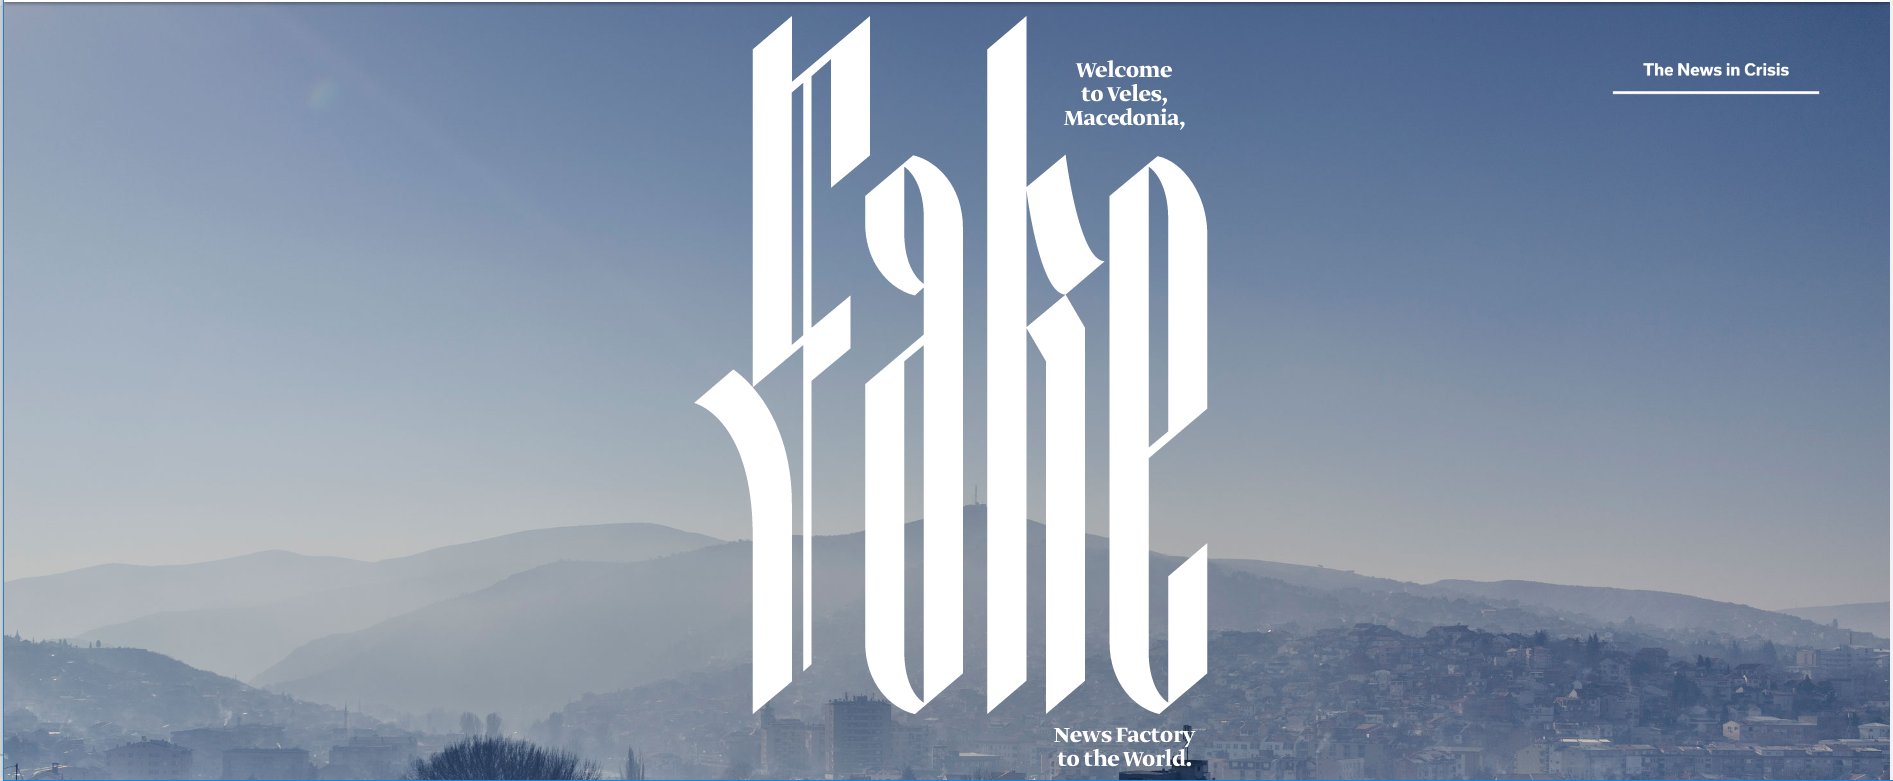 Welcome
to Veles,
Macedonia,
Fake
News Factory
to the World.
The News in Crisis